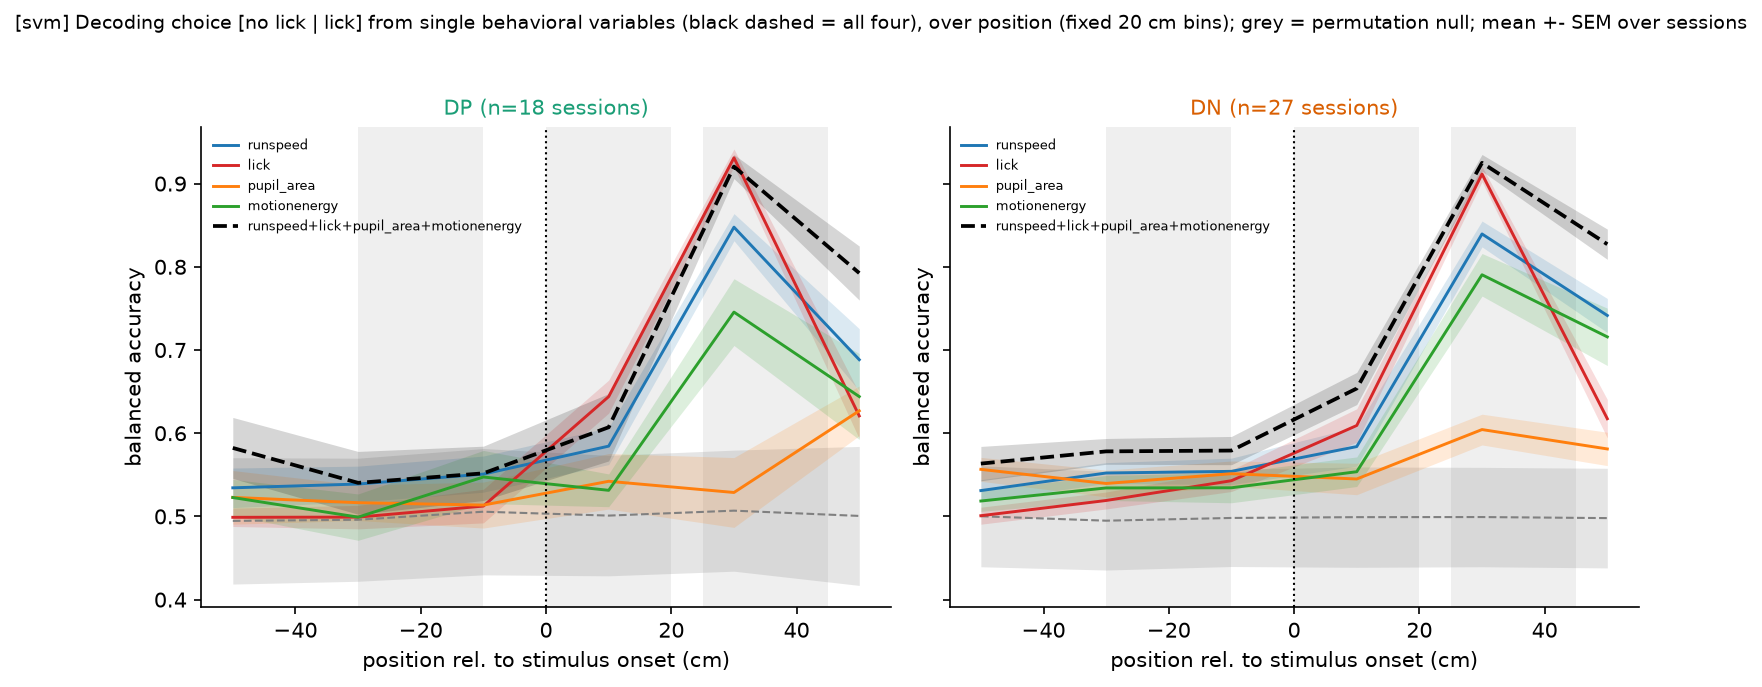 [svm] Decoding choice [no lick | lick] from single behavioral variables (black dashed = all four), over position (fixed 20 cm bins); grey = permutation null; mean +- SEM over sessions
DP (n=18 sessions)
runspeed
lick
pupil_area
motionenergy
runspeed+lick+pupil_area+motionenergy
balanced accuracy
0.9
0.8
0.7
0.6
0.5
0.4
−40
−20
0
20
40
position rel. to stimulus onset (cm)
DN (n=27 sessions)
runspeed
lick
pupil_area
motionenergy
runspeed+lick+pupil_area+motionenergy
balanced accuracy
−40
−20
0
20
40
position rel. to stimulus onset (cm)